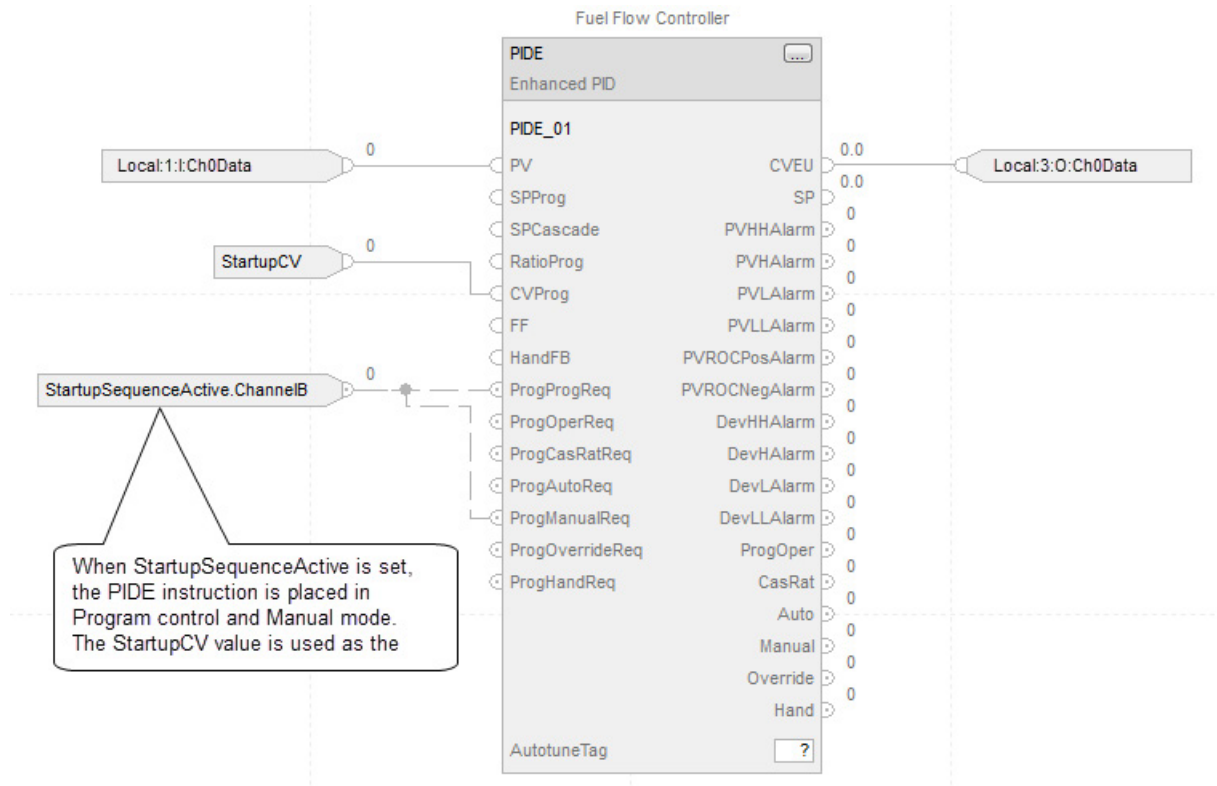 Fuel Flow Controller
PIDE ...
Enhanced PID
PIDE_01
Local:1:I:Ch0Data 0 PV CVEU 0.0 Local:3:O:Ch0Data
SPProg SP 0.0
SPCascade PVHHAlarm 0
StartupCV 0 RatioProg PVHAlarm 0
CVProg PVLAlarm 0
FF PVLLAlarm 0
HandFB PVROCPosAlarm 0
StartupSequenceActive.ChannelB 0 ProgProgReq PVROCNegAlarm 0
ProgOperReq DevHHAlarm 0
ProgCasRatReq DevHAlarm 0
ProgAutoReq DevLAlarm 0
ProgManualReq DevLLAlarm 0
ProgOverrideReq ProgOper 0
ProgHandReq CasRat 0
Auto 0
Manual 0
Override 0
Hand 0
AutotuneTag ?
When StartupSequenceActive is set,
the PIDE instruction is placed in
Program control and Manual mode.
The StartupCV value is used as the